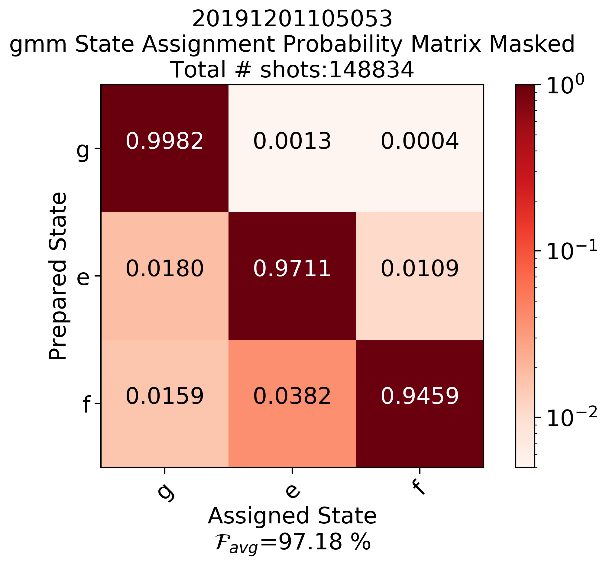 20191201105053
gmm State Assignment Probability Matrix Masked
Total # shots:148834
10⁰
g 0.9982 0.0013 0.0004
10⁻¹
Prepared State
e 0.0180 0.9711 0.0109
f 0.0159 0.0382 0.9459
10⁻²
g e f
Assigned State
𝓕avg=97.18 %